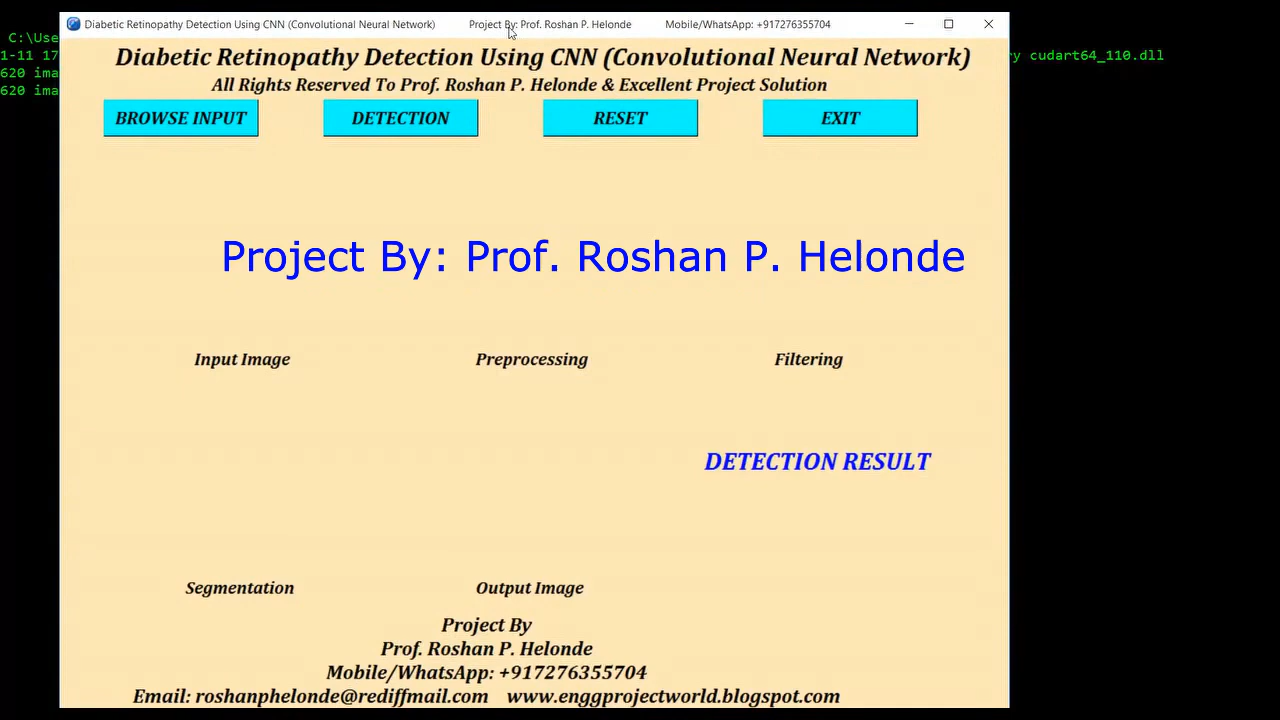 Diabetic Retinopathy Detection Using CNN (Convolutional Neural Network) Project By: Prof. Roshan P. Helonde Mobile/WhatsApp: +917276355704
C:\Use
1-11 17
620 ima
620 ima
ry cudart64_110.dll
Diabetic Retinopathy Detection Using CNN (Convolutional Neural Network)
All Rights Reserved To Prof. Roshan P. Helonde & Excellent Project Solution
BROWSE INPUT DETECTION RESET EXIT
Project By: Prof. Roshan P. Helonde
Input Image Preprocessing Filtering
DETECTION RESULT
Segmentation Output Image
Project By
Prof. Roshan P. Helonde
Mobile/WhatsApp: +917276355704
Email: roshanphelonde@rediffmail.com www.enggprojectworld.blogspot.com